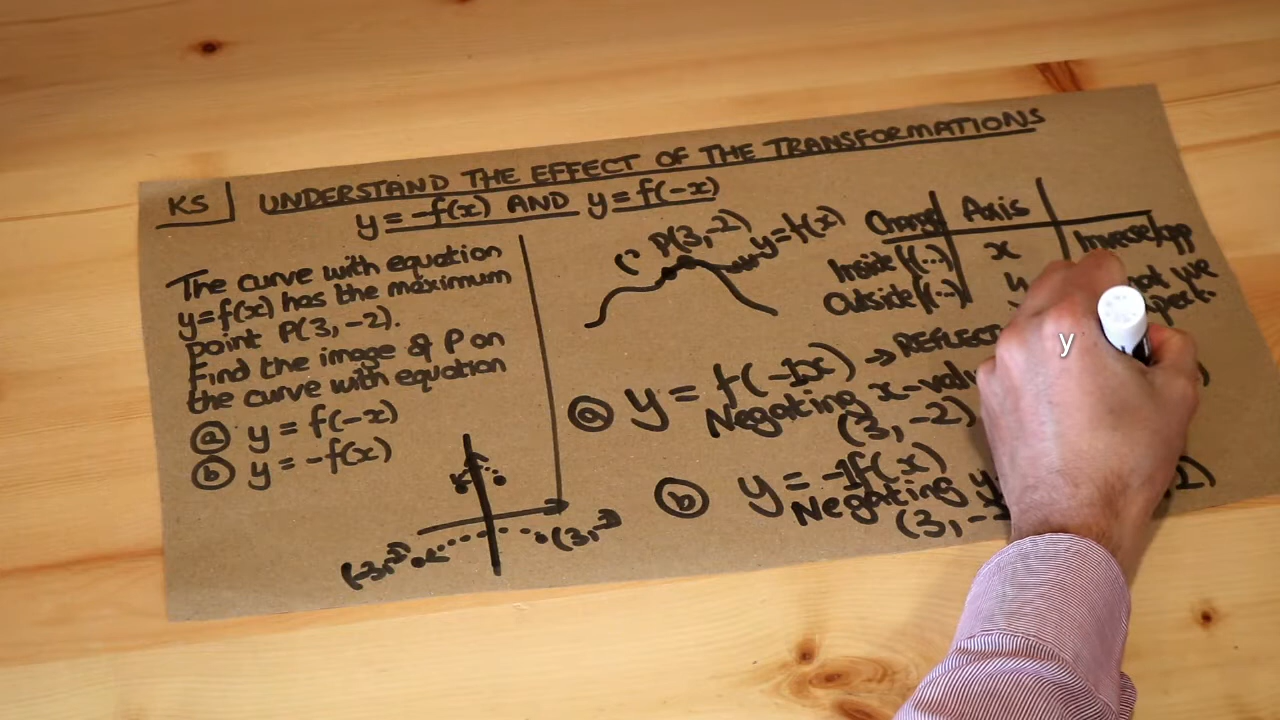 K5
UNDERSTAND THE EFFECT OF THE TRANSFORMATIONS
y = -f(x) AND y = f(-x)
The curve with equation
y=f(x) has the maximum
point P(3, -2).
Find the image of P on
the curve with equation
(a) y = f(-x)
(b) y = -f(x)
P(3,-2)
y=f(x)
Change Axis
Inside (...) x
Outside (...)
(a) y = f(-1x) → REFLECT
Negating x-val
(3, -2)
(b) y = -1f(x)
Negating y
(3,
y